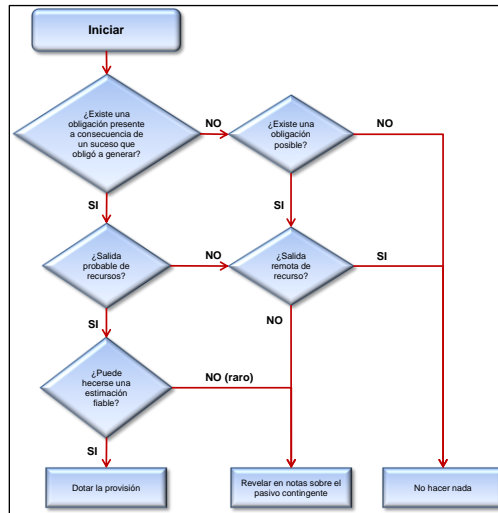 Iniciar
¿Existe una
obligación presente
a consecuencia de
un suceso que
obligó a generar?
NO
¿Existe una
obligación
posible?
NO
SI
SI
¿Salida
probable de
recursos?
NO
¿Salida
remota de
recurso?
SI
SI
NO
¿Puede
hacerse una
estimación
fiable?
NO (raro)
SI
Dotar la provisión
Revelar en notas sobre el
pasivo contingente
No hacer nada